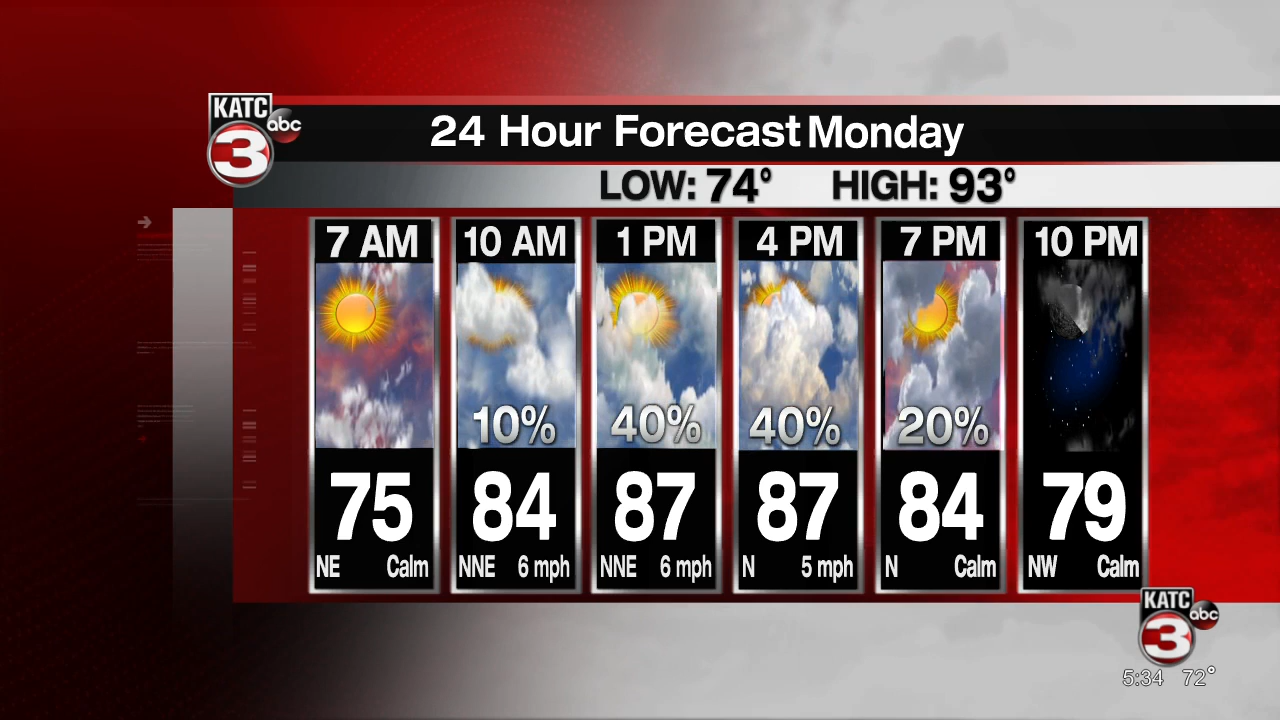 KATC
abc
3
24 Hour Forecast Monday
LOW: 74° HIGH: 93°
7 AM 10 AM 1 PM 4 PM 7 PM 10 PM
10% 40% 40% 20%
75 84 87 87 84 79
NE Calm NNE 6 mph NNE 6 mph N 5 mph N Calm NW Calm
KATC
abc
3
5:34 72°